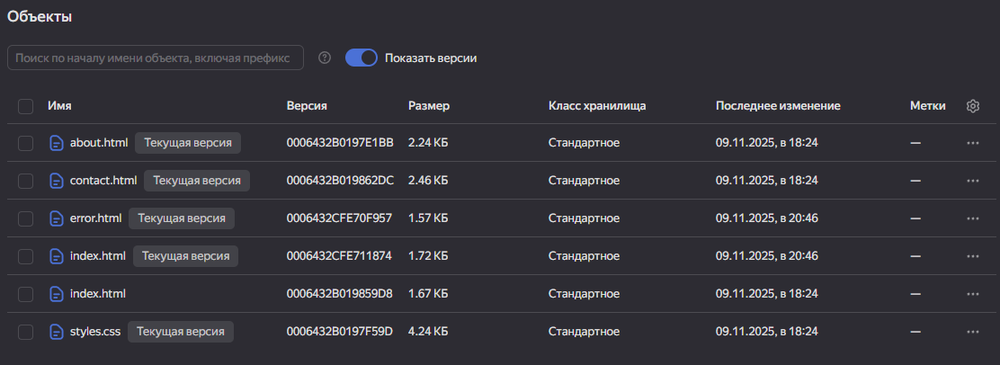 Объекты
Поиск по началу имени объекта, включая префикс Показать версии
Имя Версия Размер Класс хранилища Последнее изменение Метки
about.html Текущая версия 0006432B0197E1BB 2.24 КБ Стандартное 09.11.2025, в 18:24 —
contact.html Текущая версия 0006432B019862DC 2.46 КБ Стандартное 09.11.2025, в 18:24 —
error.html Текущая версия 0006432CFE70F957 1.57 КБ Стандартное 09.11.2025, в 20:46 —
index.html Текущая версия 0006432CFE711874 1.72 КБ Стандартное 09.11.2025, в 20:46 —
index.html 0006432B019859D8 1.67 КБ Стандартное 09.11.2025, в 18:24 —
styles.css Текущая версия 0006432B0197F59D 4.24 КБ Стандартное 09.11.2025, в 18:24 —